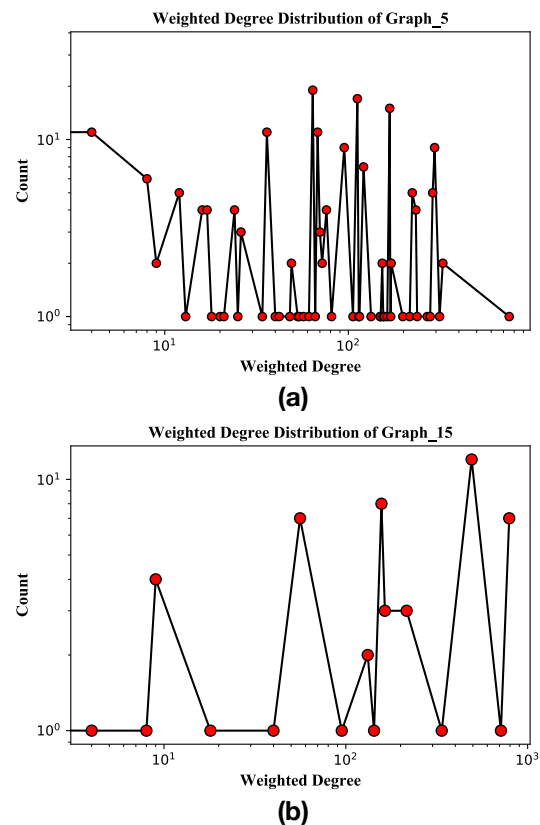 Weighted Degree Distribution of Graph_5
Count
10¹
10⁰
10¹
10²
Weighted Degree
(a)
Weighted Degree Distribution of Graph_15
Count
10¹
10⁰
10¹
10²
10³
Weighted Degree
(b)